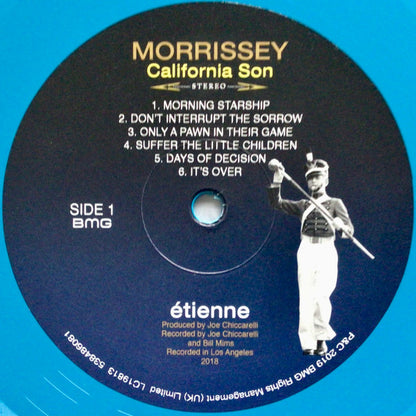 MORRISSEY
California Son
STEREO
1. MORNING STARSHIP
2. DON'T INTERRUPT THE SORROW
3. ONLY A PAWN IN THEIR GAME
4. SUFFER THE LITTLE CHILDREN
5. DAYS OF DECISION
6. IT'S OVER
SIDE 1
BMG
étienne
Produced by Joe Chiccarelli
Recorded by Joe Chiccarelli
and Bill Mims
Recorded in Los Angeles
2018
P&C 2019 BMG Rights Management (UK) Limited LC19813 538486061